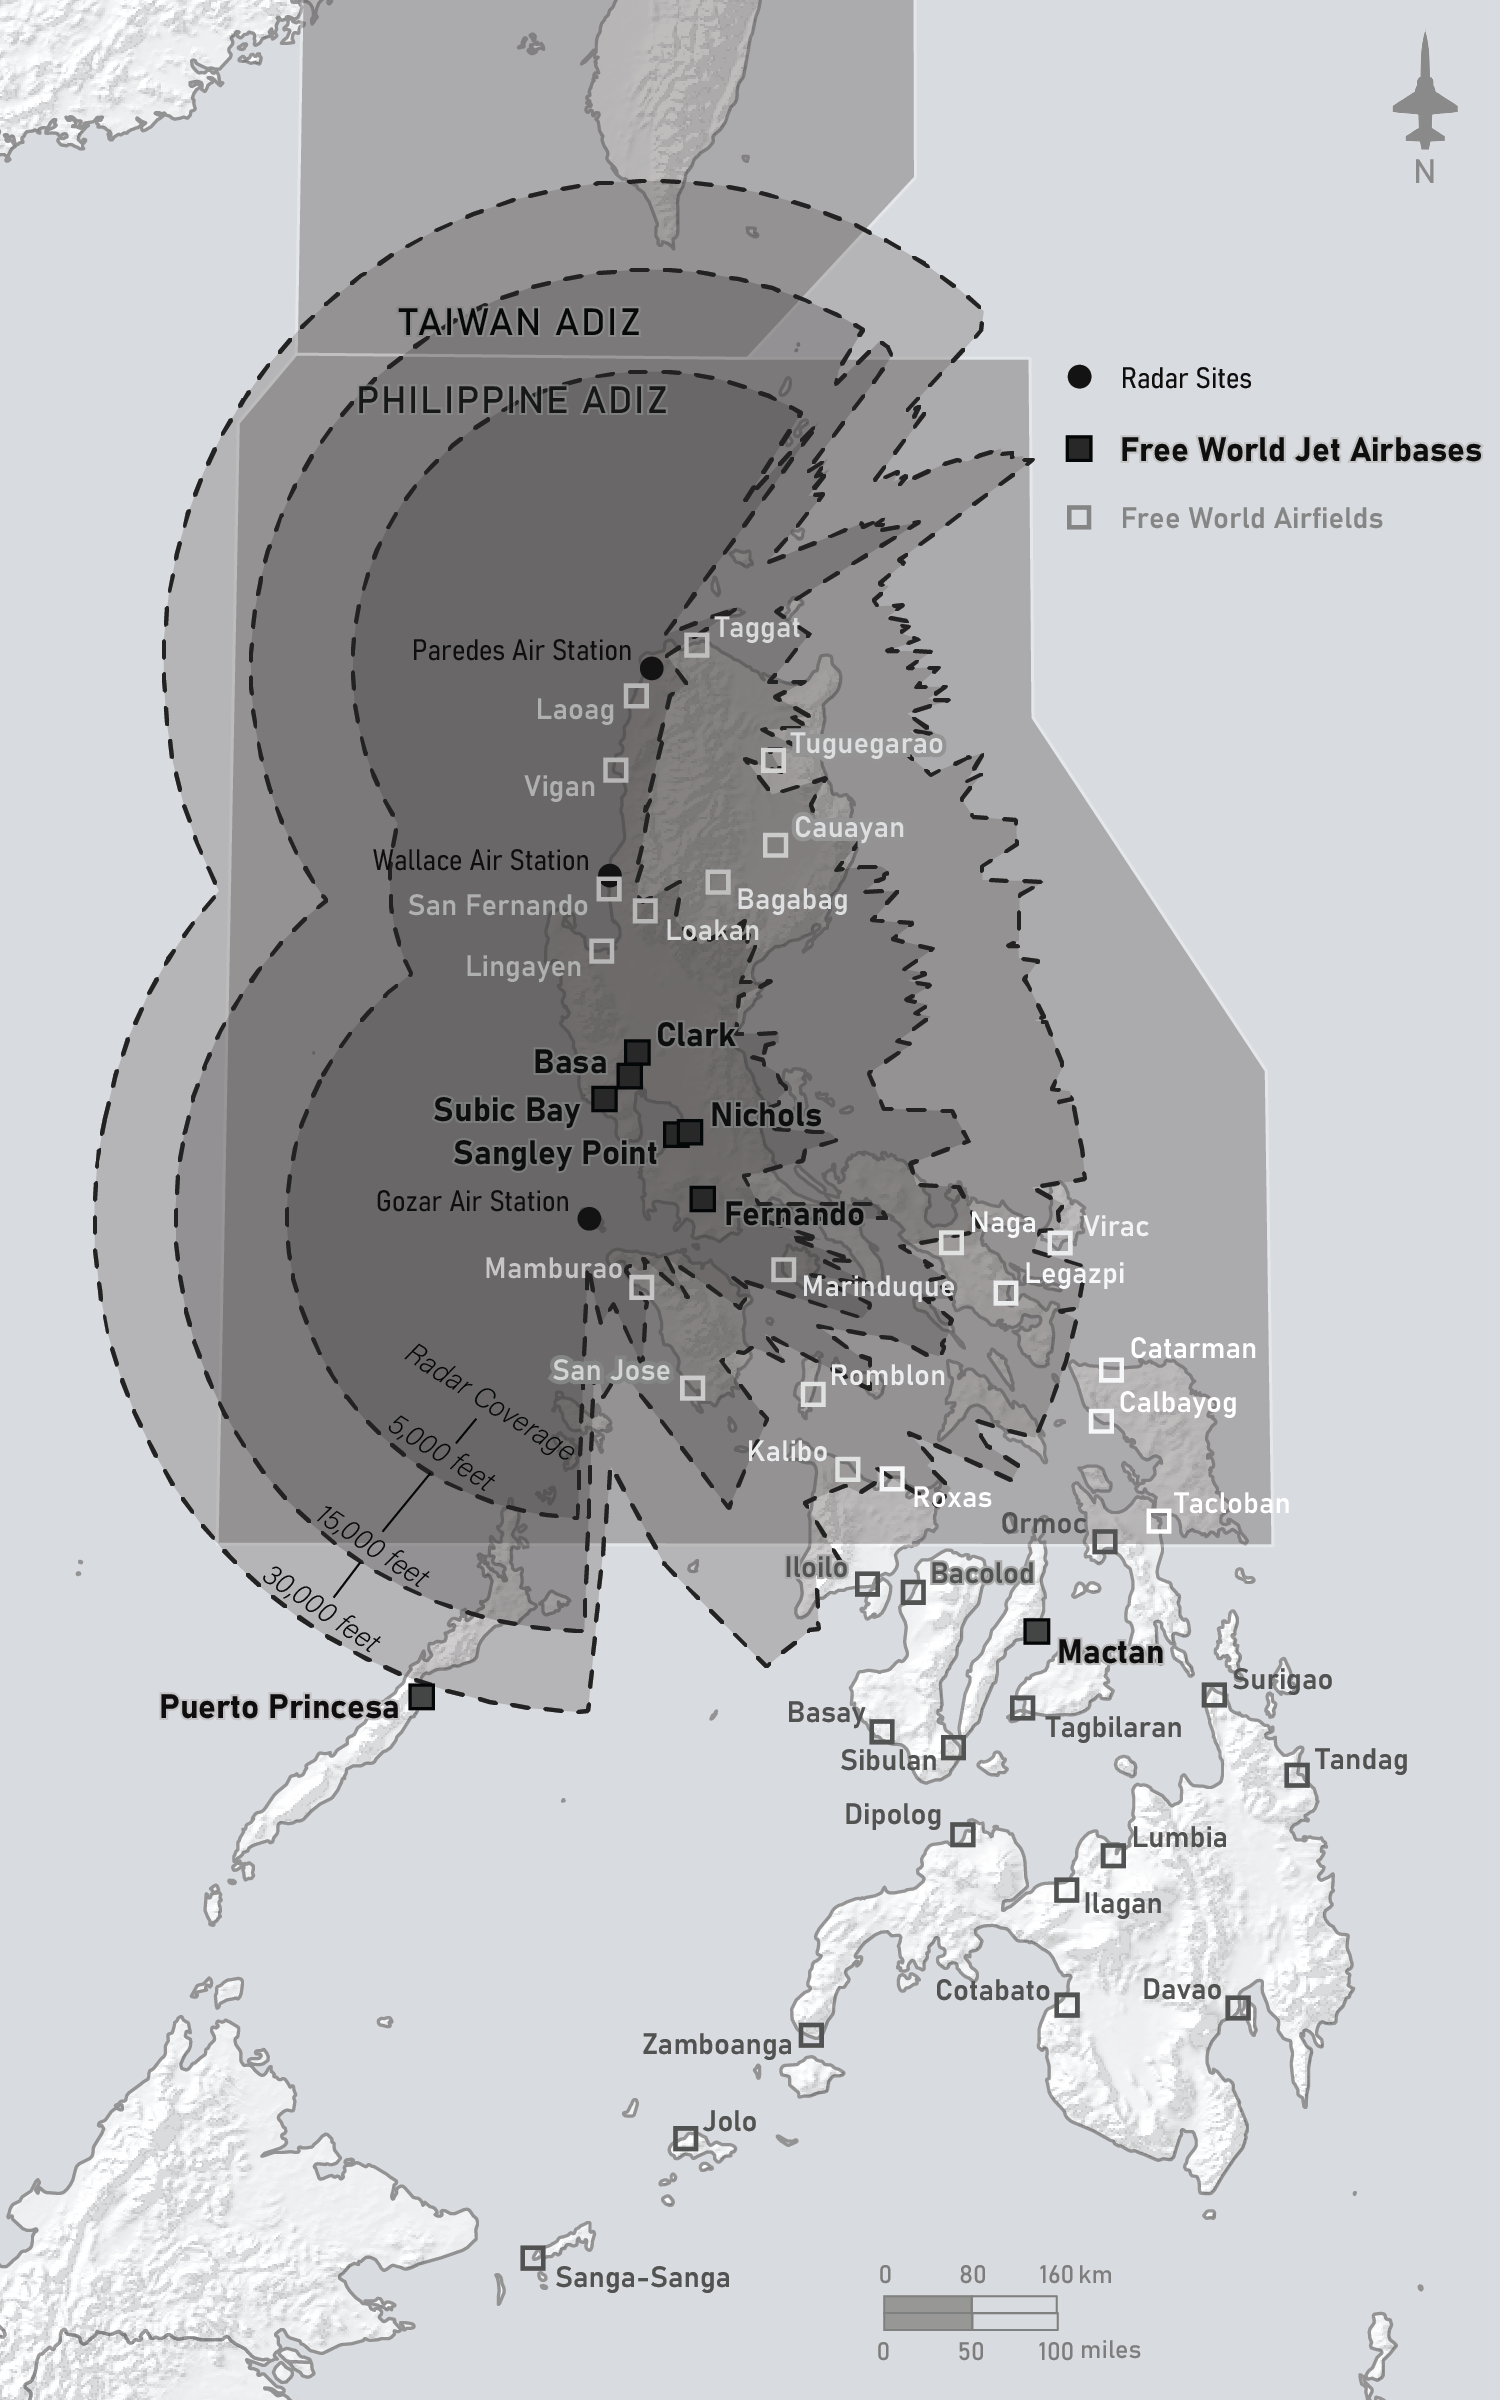 N
TAIWAN ADIZ
PHILIPPINE ADIZ
Radar Sites
Free World Jet Airbases
Free World Airfields
Taggat
Paredes Air Station
Laoag
Tuguegarao
Vigan
Cauayan
Wallace Air Station
San Fernando
Bagabag
Loakan
Lingayen
Clark
Basa
Subic Bay
Nichols
Sangley Point
Gozar Air Station
Fernando
Naga
Virac
Mamburao
Marinduque
Legazpi
Catarman
San Jose
Romblon
Calbayog
Radar Coverage
5,000 feet
15,000 feet
30,000 feet
Kalibo
Roxas
Tacloban
Ormoc
Iloilo
Bacolod
Mactan
Puerto Princesa
Surigao
Basay
Tagbilaran
Sibulan
Tandag
Dipolog
Lumbia
Ilagan
Cotabato
Davao
Zamboanga
Jolo
Sanga-Sanga
0 80 160 km
0 50 100 miles